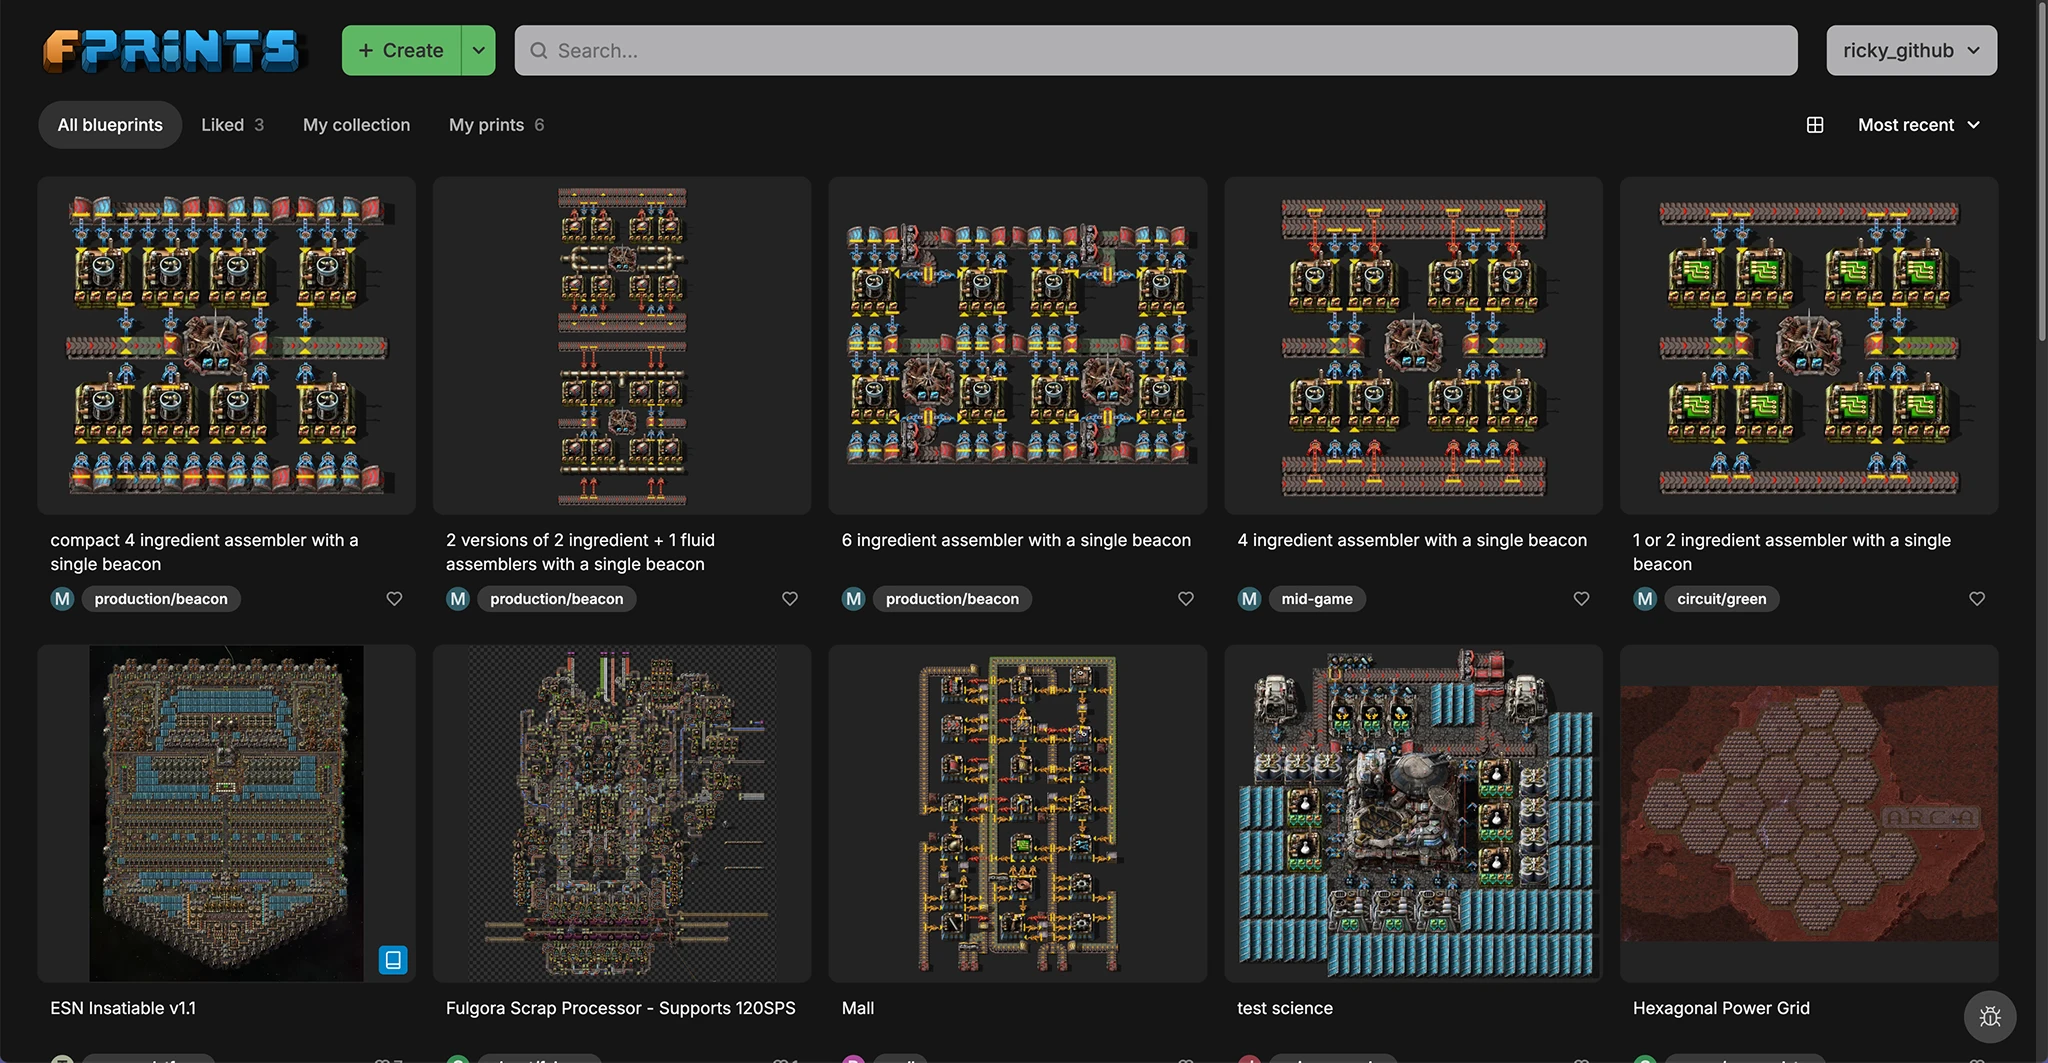 FPRINTS
+ Create
Search...
ricky_github
All blueprints
Liked 3
My collection
My prints 6
Most recent
compact 4 ingredient assembler with a
single beacon
M production/beacon
2 versions of 2 ingredient + 1 fluid
assemblers with a single beacon
M production/beacon
6 ingredient assembler with a single beacon
M production/beacon
4 ingredient assembler with a single beacon
M mid-game
1 or 2 ingredient assembler with a single
beacon
M circuit/green
ARCIA
ESN Insatiable v1.1
Fulgora Scrap Processor - Supports 120SPS
Mall
test science
Hexagonal Power Grid